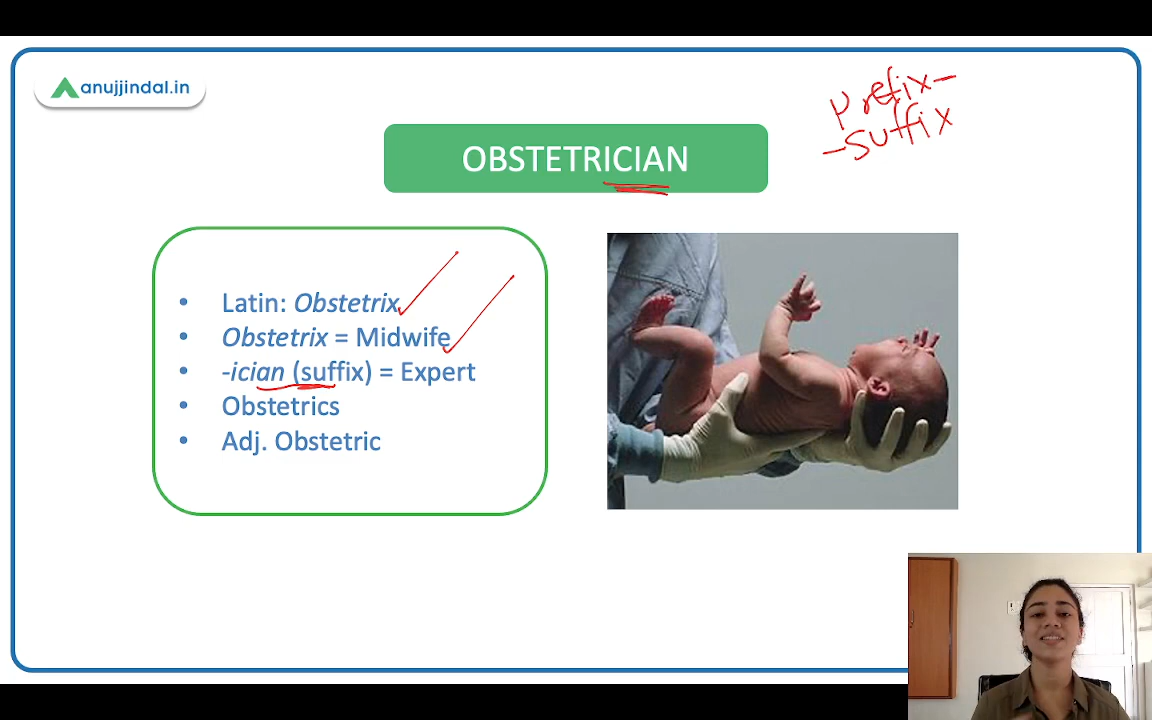 anujjindal.in
prefix-
-suffix
OBSTETRICIAN
• Latin: Obstetrix
• Obstetrix = Midwife
• -ician (suffix) = Expert
• Obstetrics
• Adj. Obstetric